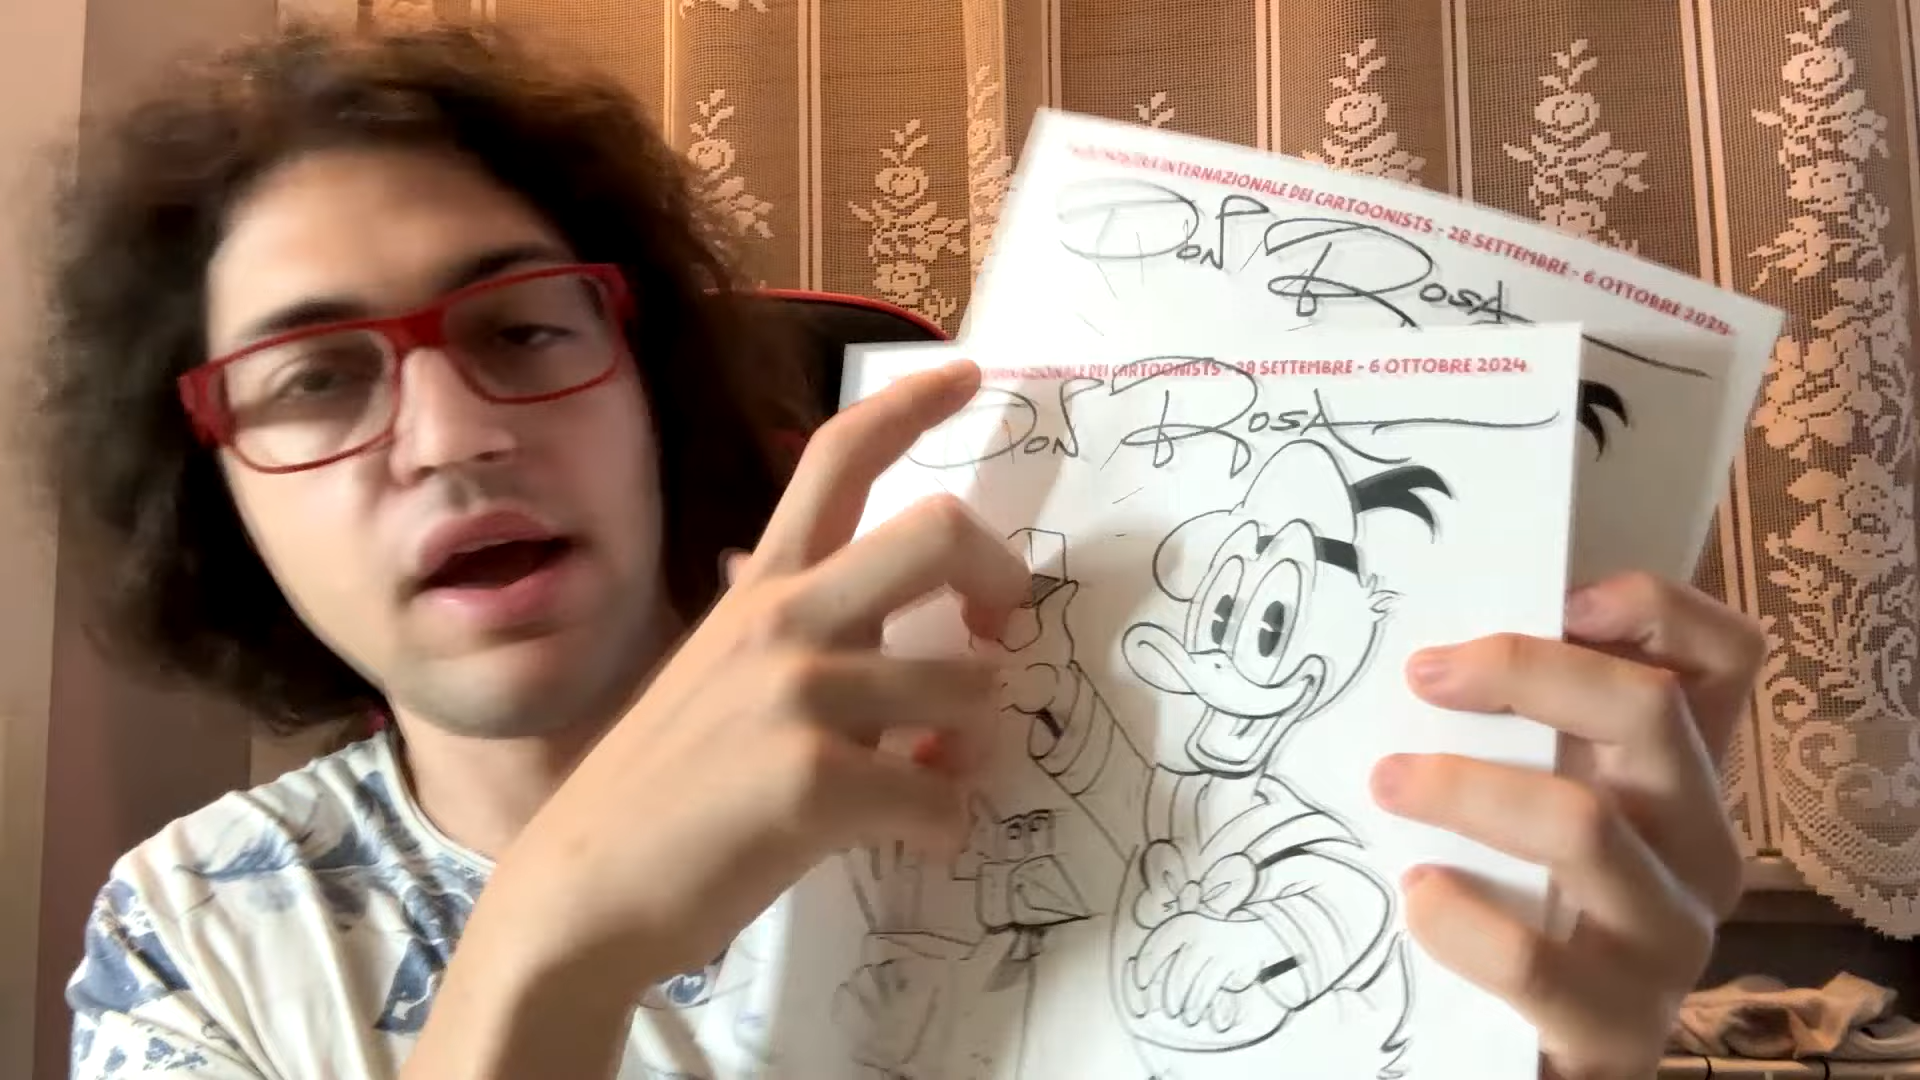 INTERNAZIONALE DEI CARTOONISTS - 28 SETTEMBRE - 6 OTTOBRE 2024
DON ROSA
DEI CARTOONISTS - 28 SETTEMBRE - 6 OTTOBRE 2024
DON ROSA